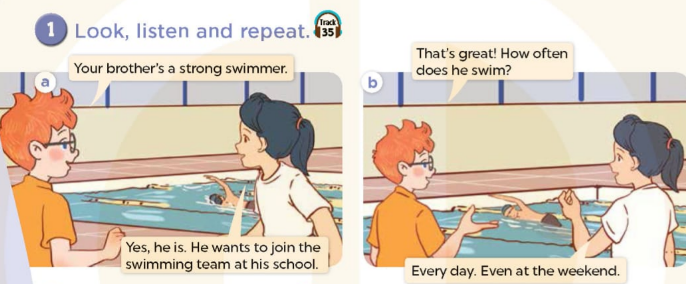 1 Look, listen and repeat. Track
35
a
Your brother's a strong swimmer.
Yes, he is. He wants to join the
swimming team at his school.
b
That's great! How often
does he swim?
Every day. Even at the weekend.